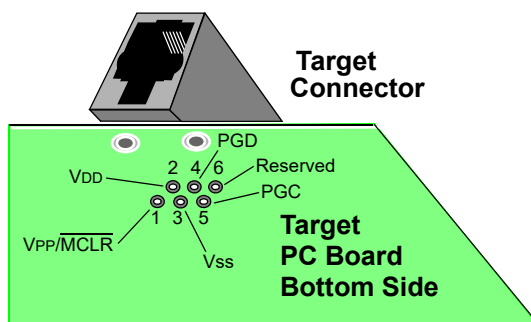 Target
Connector
PGD
2 4 6
Reserved
VDD
PGC
1 3 5
VPP/MCLR
Vss
Target
PC Board
Bottom Side